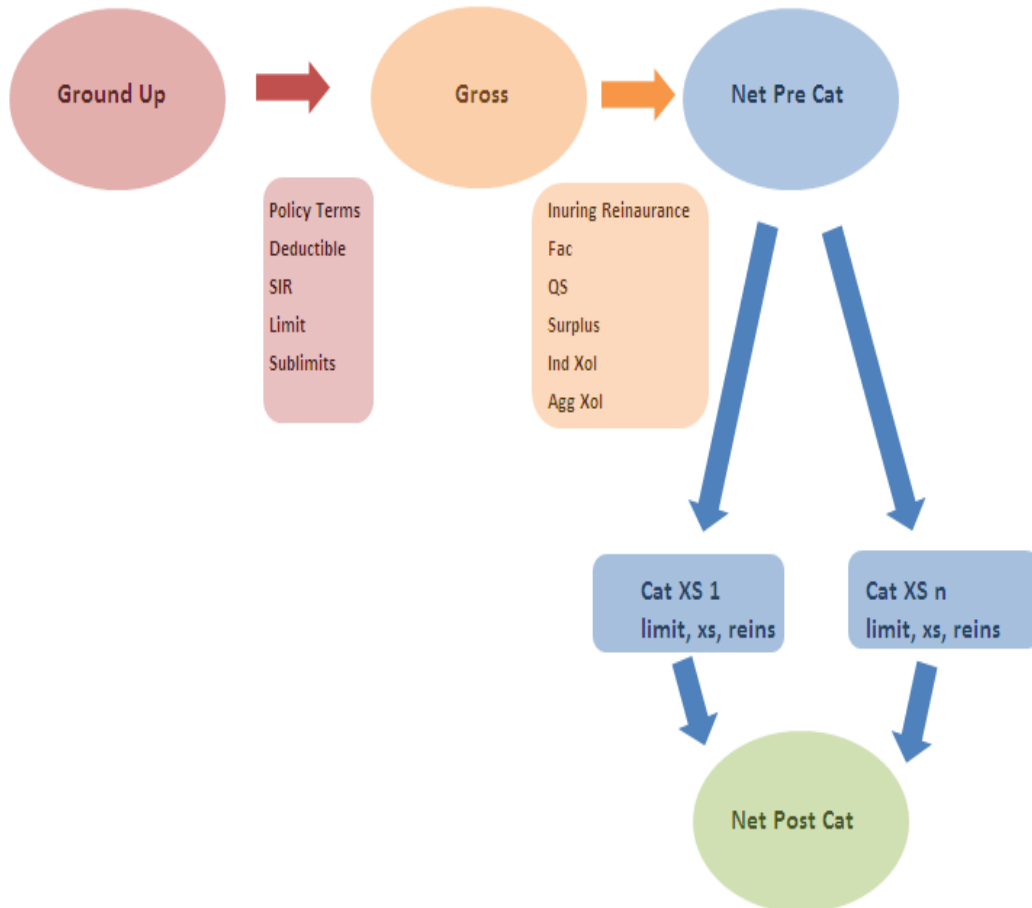 Ground Up
Gross
Net Pre Cat
Policy Terms
Deductible
SIR
Limit
Sublimits
Inuring Reinaurance
Fac
QS
Surplus
Ind Xol
Agg Xol
Cat XS 1
limit, xs, reins
Cat XS n
limit, xs, reins
Net Post Cat